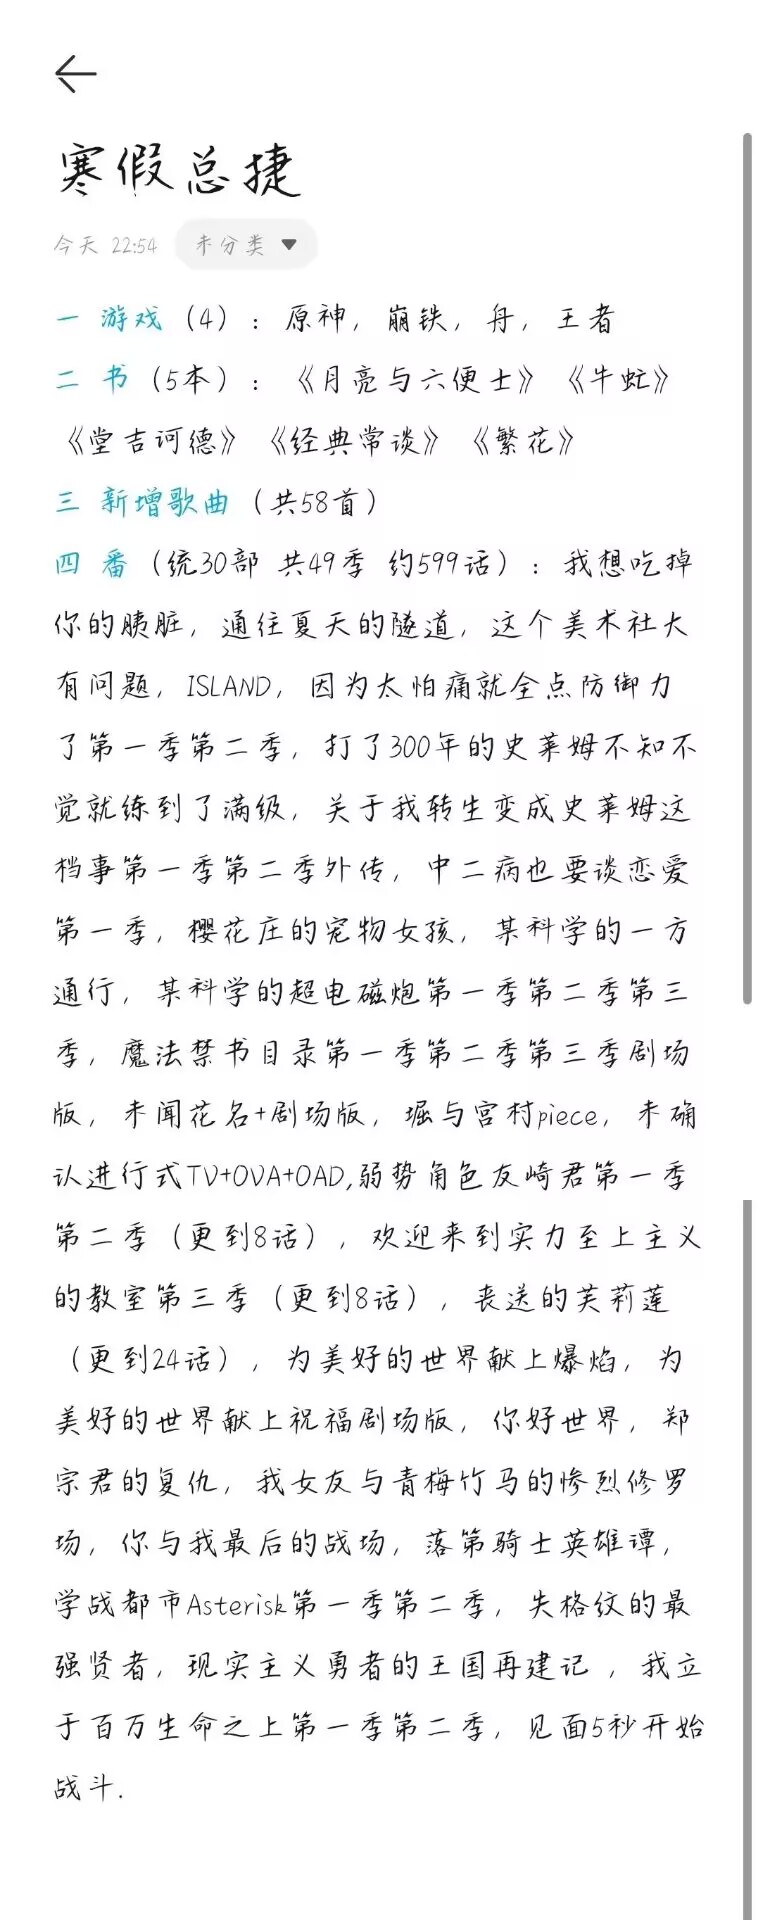 寒假总捷
今天 22:54 未分类
一 游戏（4）：原神，崩铁，舟，王者
二 书（5本）：《月亮与六便士》《牛虻》
《堂吉诃德》《经典常谈》《繁花》
三 新增歌曲（共58首）
四 番（统30部 共49季 约599话）：我想吃掉
你的胰脏，通往夏天的隧道，这个美术社大
有问题，ISLAND，因为太怕痛就全点防御力
了第一季第二季，打了300年的史莱姆不知不
觉就练到了满级，关于我转生变成史莱姆这
档事第一季第二季外传，中二病也要谈恋爱
第一季，樱花庄的宠物女孩，某科学的一方
通行，某科学的超电磁炮第一季第二季第三
季，魔法禁书目录第一季第二季第三季剧场
版，未闻花名+剧场版，堀与宫村piece，未确
认进行式TV+OVA+OAD,弱势角色友崎君第一季
第二季（更到8话），欢迎来到实力至上主义
的教室第三季（更到8话），丧送的芙莉莲
（更到24话），为美好的世界献上爆焰，为
美好的世界献上祝福剧场版，你好世界，郑
宗君的复仇，我女友与青梅竹马的惨烈修罗
场，你与我最后的战场，落第骑士英雄谭，
学战都市Asterisk第一季第二季，失格纹的最
强贤者，现实主义勇者的王国再建记，我立
于百万生命之上第一季第二季，见面5秒开始
战斗.